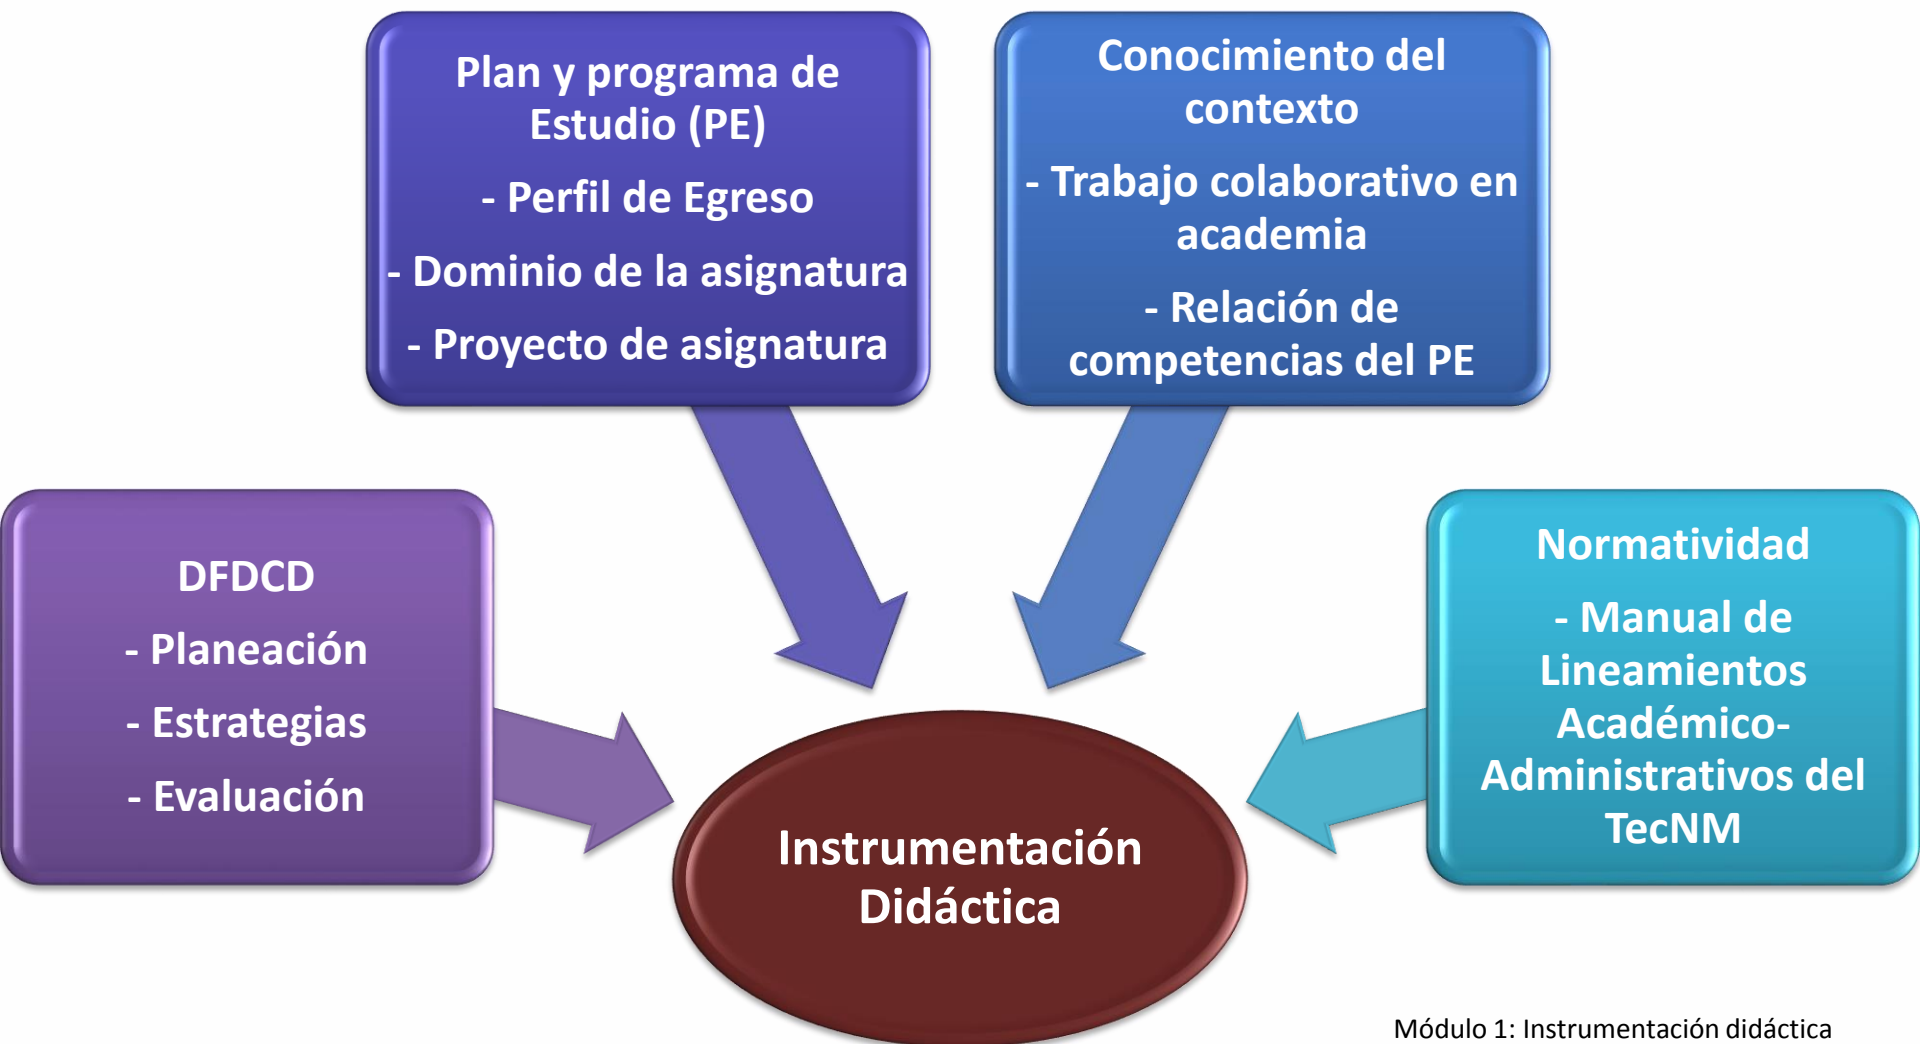 Plan y programa de
Estudio (PE)
- Perfil de Egreso
- Dominio de la asignatura
- Proyecto de asignatura
Conocimiento del
contexto
- Trabajo colaborativo en
academia
- Relación de
competencias del PE
DFDCD
- Planeación
- Estrategias
- Evaluación
Normatividad
- Manual de
Lineamientos
Académico-
Administrativos del
TecNM
Instrumentación
Didáctica
Módulo 1: Instrumentación didáctica